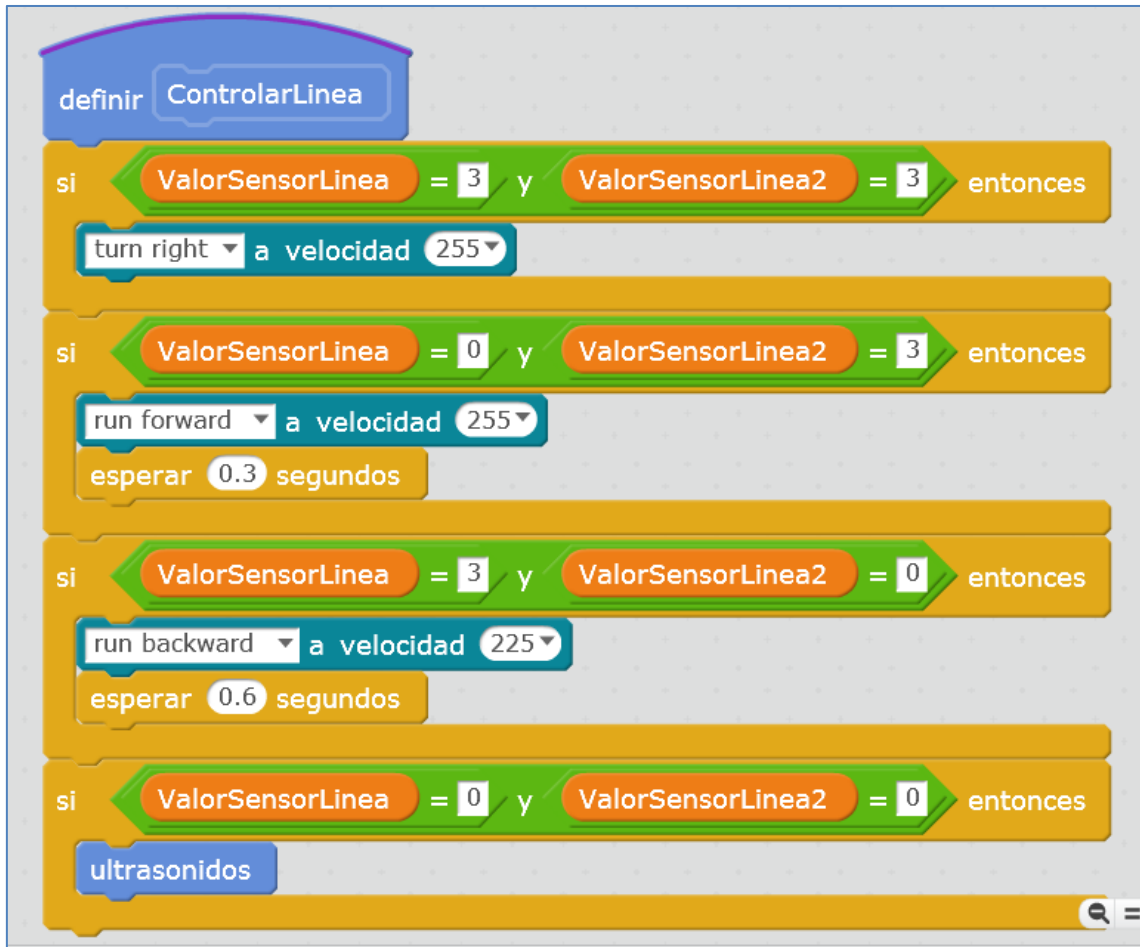 definir ControlarLinea
si ValorSensorLinea = 3 y ValorSensorLinea2 = 3 entonces
turn right a velocidad 255
si ValorSensorLinea = 0 y ValorSensorLinea2 = 3 entonces
run forward a velocidad 255
esperar 0.3 segundos
si ValorSensorLinea = 3 y ValorSensorLinea2 = 0 entonces
run backward a velocidad 225
esperar 0.6 segundos
si ValorSensorLinea = 0 y ValorSensorLinea2 = 0 entonces
ultrasonidos